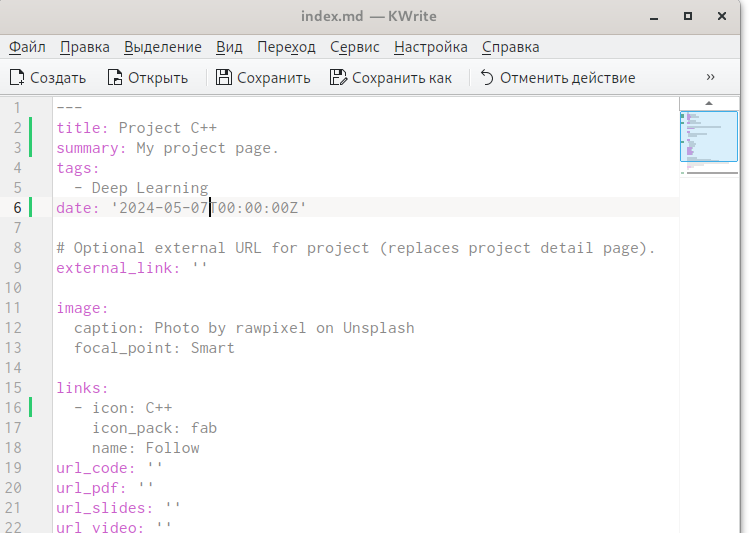 index.md — KWrite
Файл Правка Выделение Вид Переход Сервис Настройка Справка
Создать Открыть Сохранить Сохранить как Отменить действие »
1 ---
2 title: Project C++
3 summary: My project page.
4 tags:
5   - Deep Learning
6 date: '2024-05-07T00:00:00Z'
7
8 # Optional external URL for project (replaces project detail page).
9 external_link: ''
10
11 image:
12   caption: Photo by rawpixel on Unsplash
13   focal_point: Smart
14
15 links:
16   - icon: C++
17     icon_pack: fab
18     name: Follow
19 url_code: ''
20 url_pdf: ''
21 url_slides: ''
22 url_video: ''